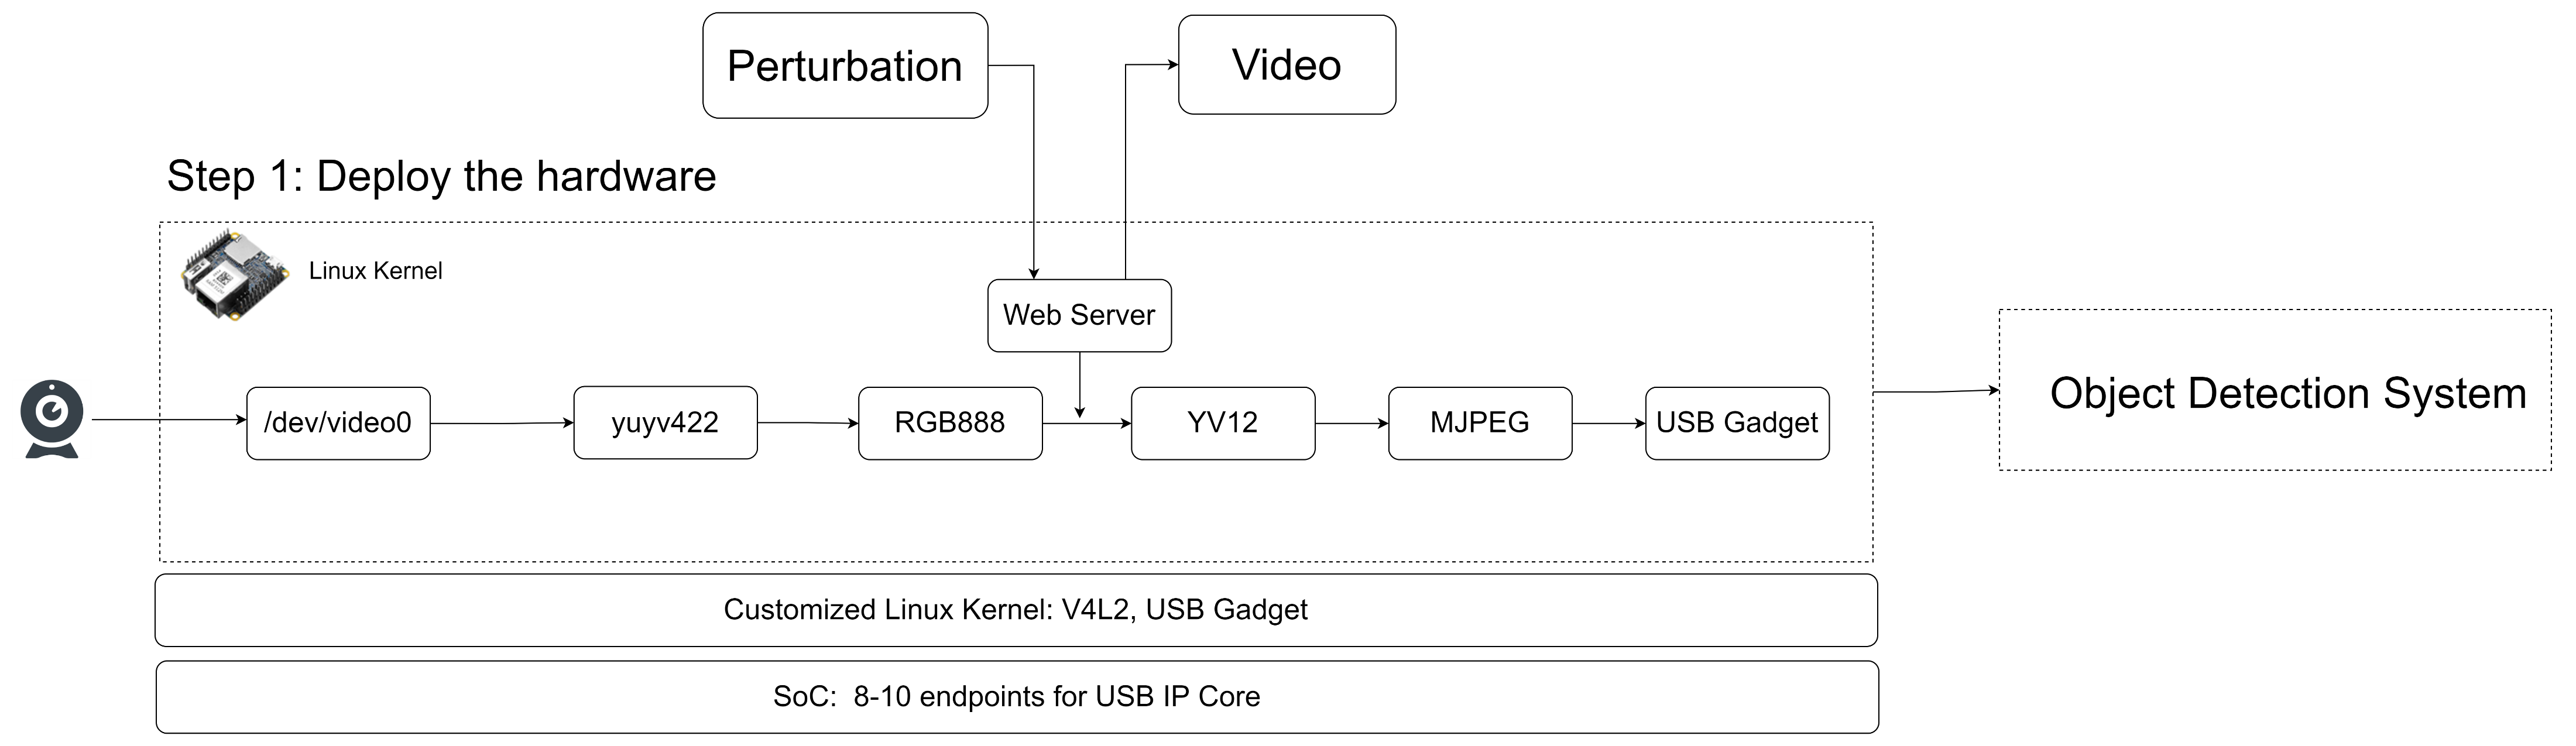 Perturbation
Video
Step 1: Deploy the hardware
Linux Kernel
Web Server
/dev/video0
yuyv422
RGB888
YV12
MJPEG
USB Gadget
Object Detection System
Customized Linux Kernel: V4L2, USB Gadget
SoC:  8-10 endpoints for USB IP Core